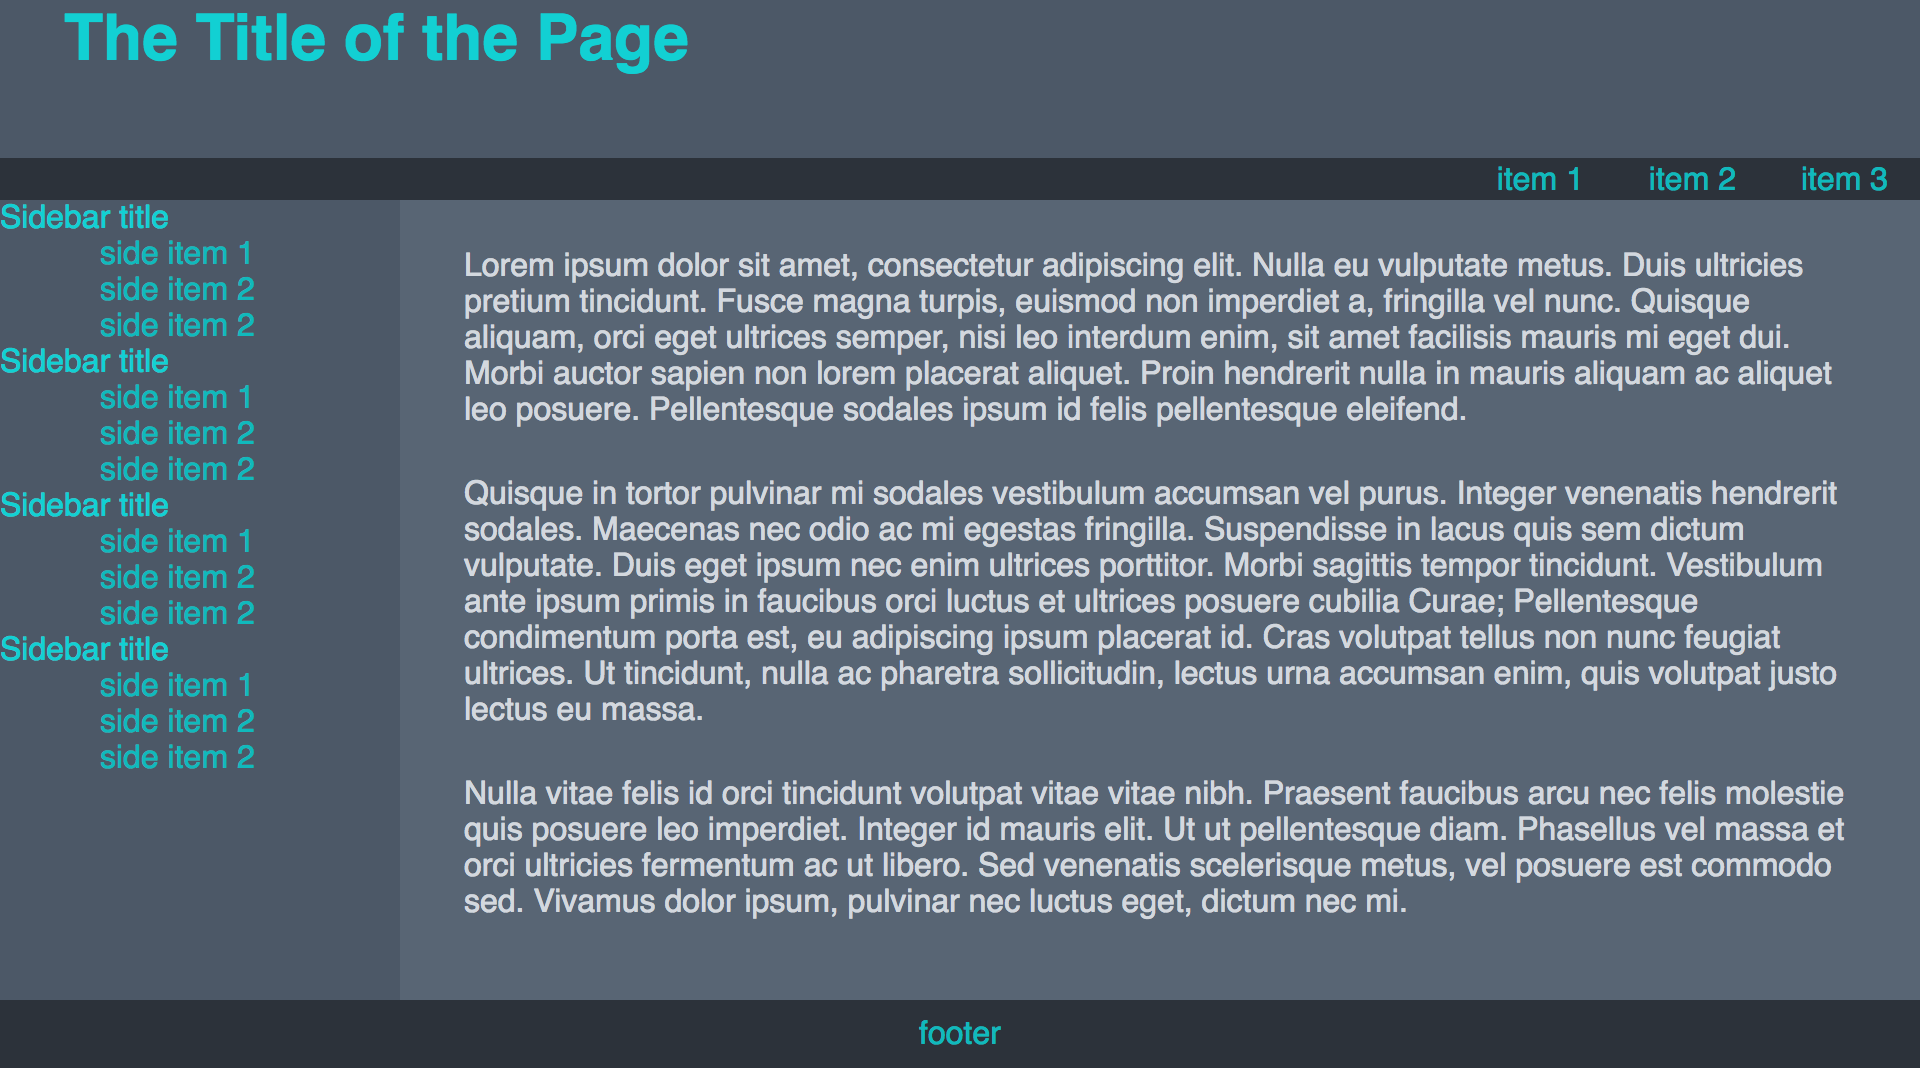 The Title of the Page
item 1 item 2 item 3
Sidebar title
side item 1
side item 2
side item 2
Sidebar title
side item 1
side item 2
side item 2
Sidebar title
side item 1
side item 2
side item 2
Sidebar title
side item 1
side item 2
side item 2
Lorem ipsum dolor sit amet, consectetur adipiscing elit. Nulla eu vulputate metus. Duis ultricies
pretium tincidunt. Fusce magna turpis, euismod non imperdiet a, fringilla vel nunc. Quisque
aliquam, orci eget ultrices semper, nisi leo interdum enim, sit amet facilisis mauris mi eget dui.
Morbi auctor sapien non lorem placerat aliquet. Proin hendrerit nulla in mauris aliquam ac aliquet
leo posuere. Pellentesque sodales ipsum id felis pellentesque eleifend.
Quisque in tortor pulvinar mi sodales vestibulum accumsan vel purus. Integer venenatis hendrerit
sodales. Maecenas nec odio ac mi egestas fringilla. Suspendisse in lacus quis sem dictum
vulputate. Duis eget ipsum nec enim ultrices porttitor. Morbi sagittis tempor tincidunt. Vestibulum
ante ipsum primis in faucibus orci luctus et ultrices posuere cubilia Curae; Pellentesque
condimentum porta est, eu adipiscing ipsum placerat id. Cras volutpat tellus non nunc feugiat
ultrices. Ut tincidunt, nulla ac pharetra sollicitudin, lectus urna accumsan enim, quis volutpat justo
lectus eu massa.
Nulla vitae felis id orci tincidunt volutpat vitae vitae nibh. Praesent faucibus arcu nec felis molestie
quis posuere leo imperdiet. Integer id mauris elit. Ut ut pellentesque diam. Phasellus vel massa et
orci ultricies fermentum ac ut libero. Sed venenatis scelerisque metus, vel posuere est commodo
sed. Vivamus dolor ipsum, pulvinar nec luctus eget, dictum nec mi.
footer